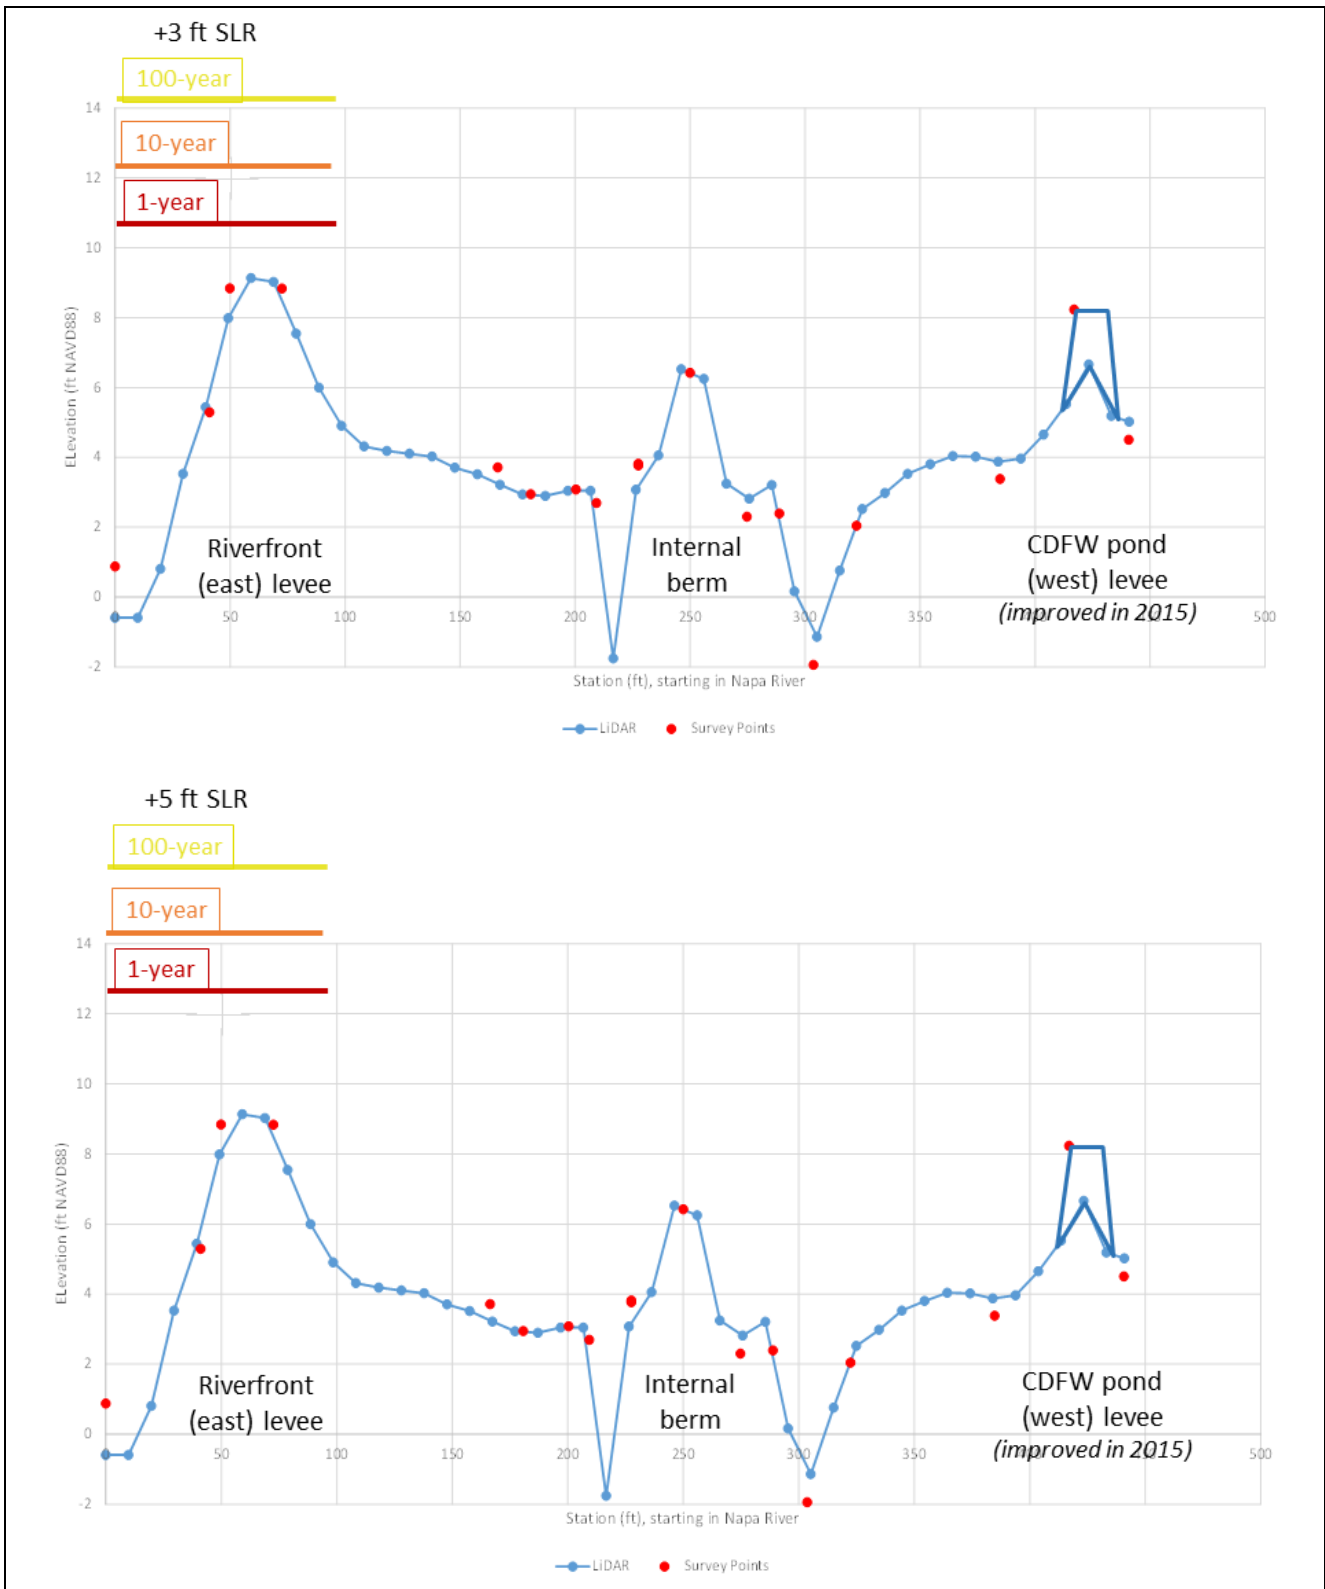 +3 ft SLR
100-year
14
10-year
12
1-year
10
8
6
4
2
0
-2
ELevation (ft NAVD88)
Riverfront
(east) levee
Internal
berm
CDFW pond
(west) levee
(improved in 2015)
50
100
150
200
250
300
350
400
450
500
Station (ft), starting in Napa River
LiDAR
Survey Points
+5 ft SLR
100-year
10-year
14
1-year
12
10
8
6
4
2
0
-2
ELevation (ft NAVD88)
Riverfront
(east) levee
Internal
berm
CDFW pond
(west) levee
(improved in 2015)
50
100
150
200
250
300
350
400
450
500
Station (ft), starting in Napa River
LiDAR
Survey Points